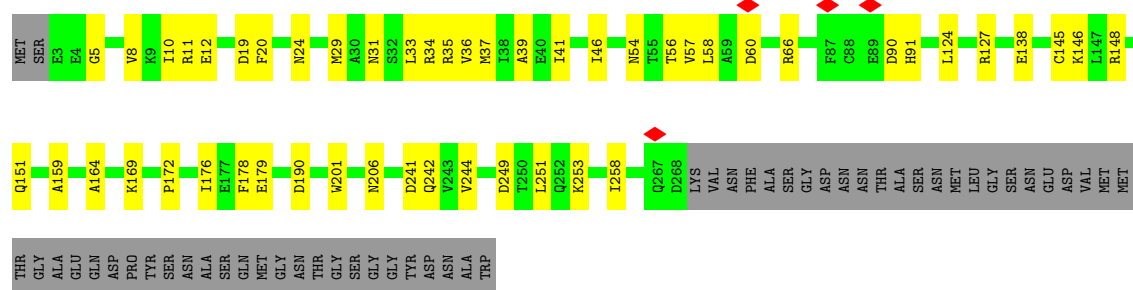 MET SER E3 E4 G5 V8 K9 I10 R11 E12 D19 F20 N24 M29 A30 N31 S32 L33 R34 R35 V36 M37 I38 A39 E40 I41 I46 N54 T55 T56 V57 L58 A59 D60 R66 F87 C88 E89 D90 H91 L124 R127 E138 C145 K146 L147 R148
Q151 A159 A164 K169 P172 I176 E177 F178 E179 D190 W201 N206 D241 Q242 V243 V244 D249 T250 L251 Q252 K253 I258 Q267 D268 LYS VAL ASN PHE ALA SER GLY ASP ASN ASN THR ALA SER ASN MET LEU GLY SER ASN GLU ASP VAL MET MET
THR GLY ALA GLU GLN ASP PRO TYR SER ASN ALA SER GLN MET GLY ASN THR GLY SER GLY GLY TYR ASP ASN ALA TRP